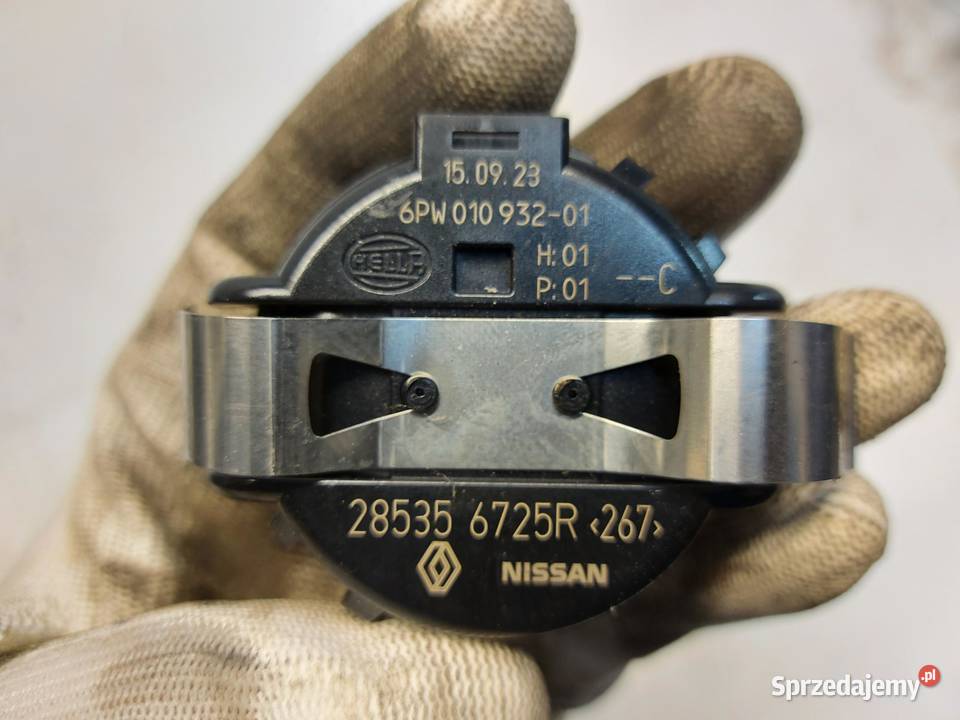 15.09.23
6PW 010 932-01
HELLA
H:01
P:01
--C
28535 6725R <267>
NISSAN
Sprzedajemy.pl